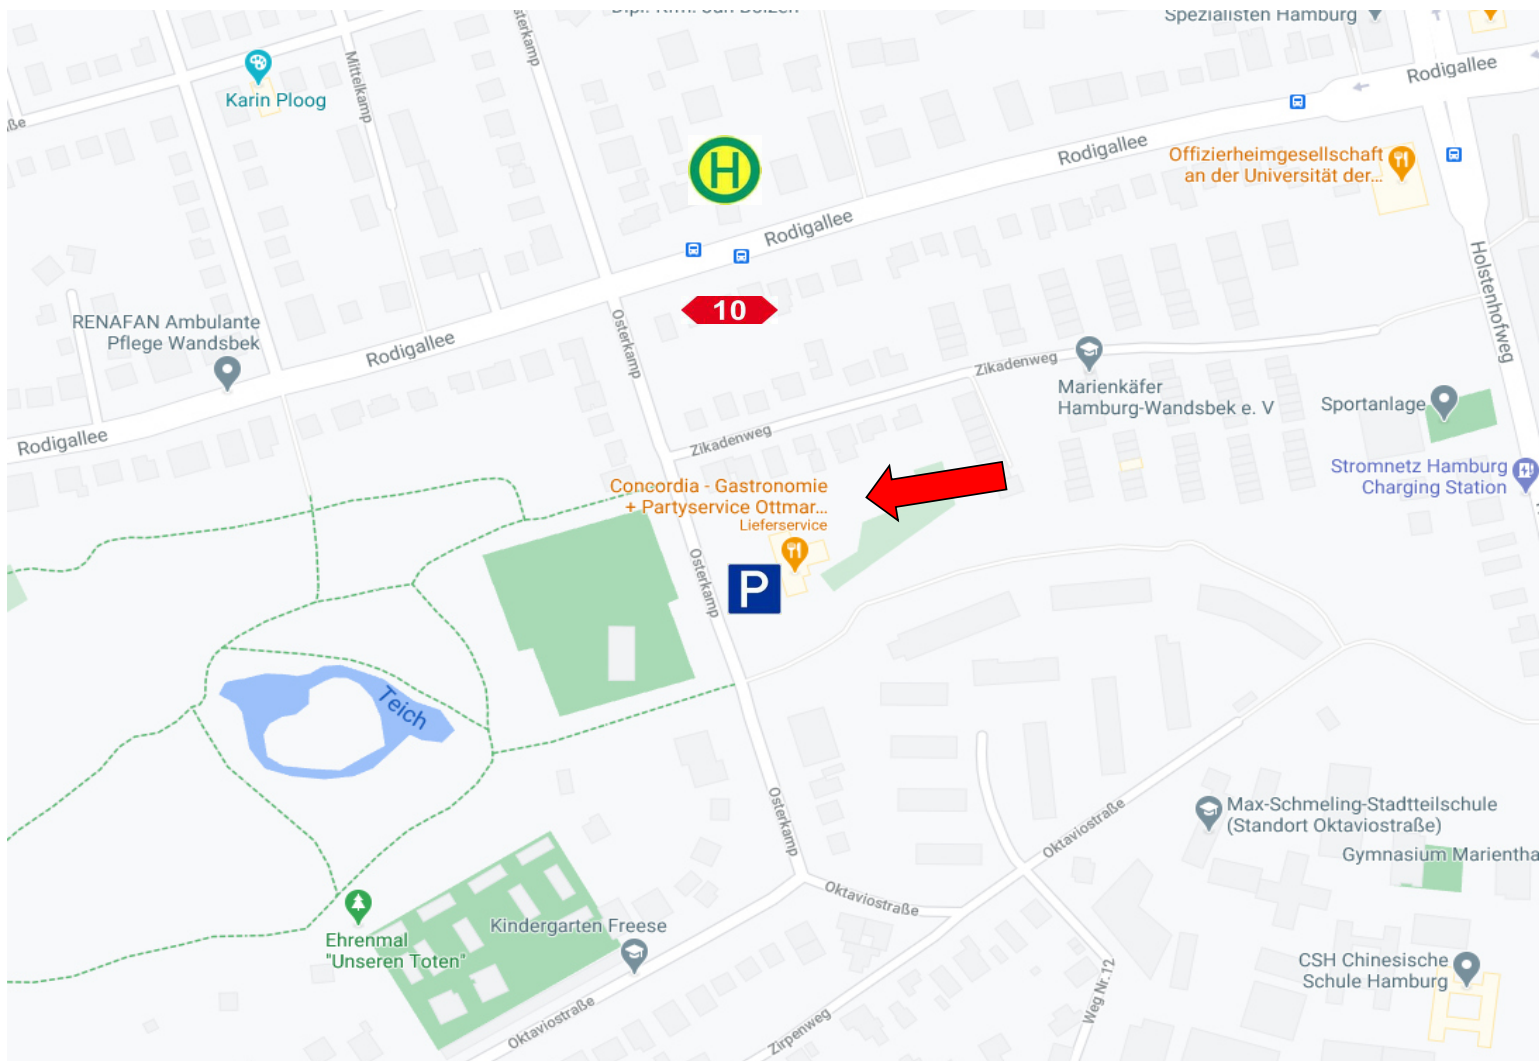 Spezialisten Hamburg
Osterkamp
Rodigallee
Mittelkamp
Karin Ploog
Rodigallee
Offizierheimgesellschaft
an der Universität der...
H
Rodigallee
Holstenhofweg
10
RENAFAN Ambulante
Pflege Wandsbek
Osterkamp
Rodigallee
Zikadenweg
Marienkäfer
Hamburg-Wandsbek e. V
Sportanlage
Rodigallee
Zikadenweg
Stromnetz Hamburg
Charging Station
Concordia - Gastronomie
+ Partyservice Ottmar...
Lieferservice
Osterkamp
P
Teich
Osterkamp
Oktaviostraße
Max-Schmeling-Stadtteilschule
(Standort Oktaviostraße)
Gymnasium Marientha
Oktaviostraße
Kindergarten Freese
Ehrenmal
"Unseren Toten"
CSH Chinesische
Schule Hamburg
Weg Nr. 12
Oktaviostraße
Zirpenweg